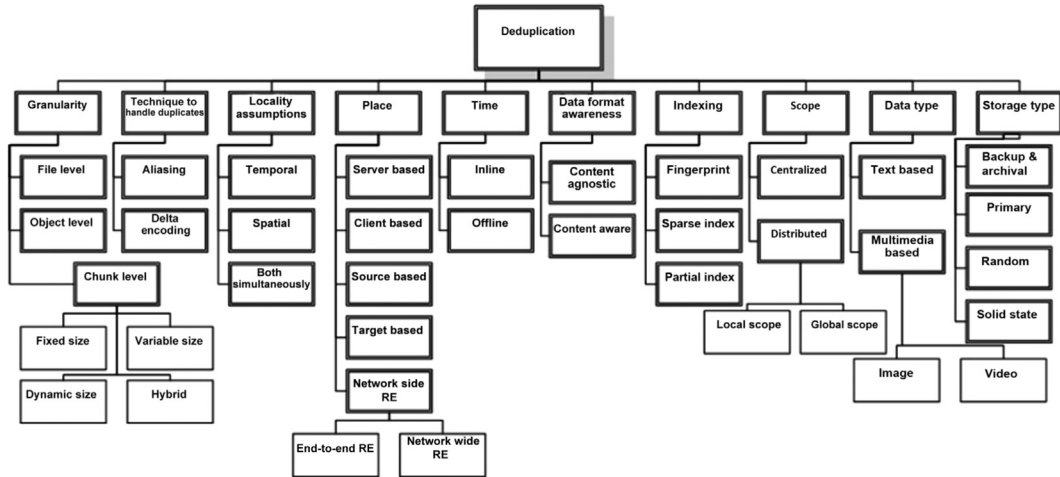 Deduplication
Granularity
Technique to
handle duplicates
Locality
assumptions
Place
Time
Data format
awareness
Indexing
Scope
Data type
Storage type
File level
Aliasing
Temporal
Server based
Inline
Content
agnostic
Fingerprint
Centralized
Text based
Backup &
archival
Object level
Delta
encoding
Spatial
Client based
Offline
Content aware
Sparse index
Distributed
Multimedia
based
Primary
Chunk level
Both
simultaneously
Source based
Partial index
Random
Fixed size
Variable size
Target based
Local scope
Global scope
Solid state
Dynamic size
Hybrid
Network side
RE
Image
Video
End-to-end RE
Network wide
RE